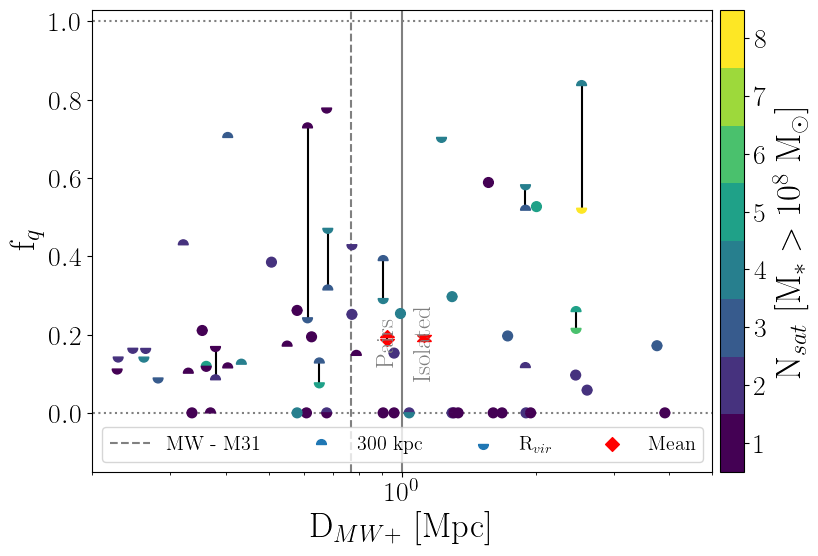 1.0
0.8
0.6
0.4
0.2
0.0
f_q
Pairs
Isolated
MW - M31
300 kpc
R_vir
Mean
10^0
D_MW+ [Mpc]
8
7
6
5
4
3
2
1
N_sat [M_* > 10^8 M_⊙]